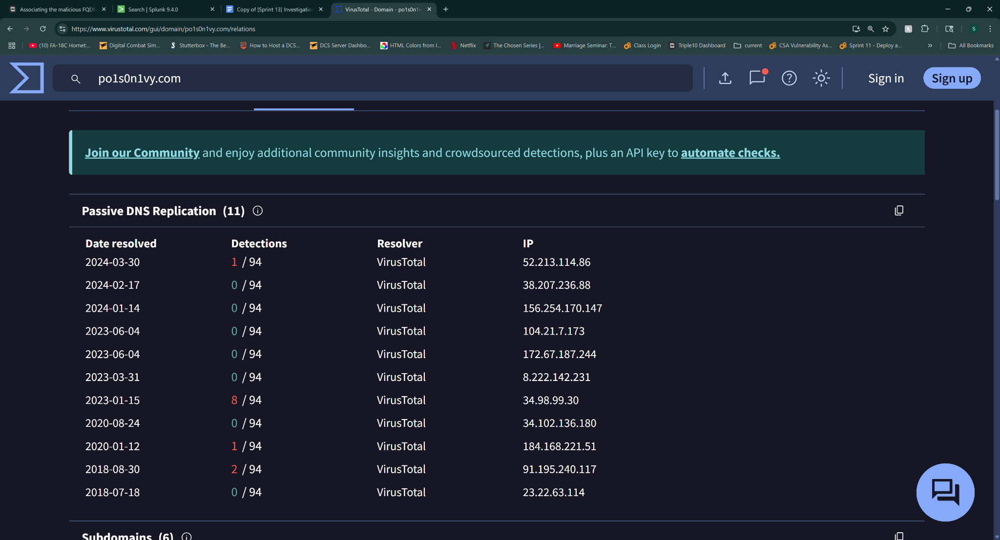 Associating the malicious FQDN
Search | Splunk 9.4.0
Copy of [Sprint 13] Investigatio
VirusTotal - Domain - po1s0n1v
https://www.virustotal.com/gui/domain/po1s0n1vy.com/relations
S
(10) FA-18C Hornet:...
Digital Combat Sim...
Stutterbox - The Be...
How to Host a DCS...
DCS Server Dashbo...
HTML Colors from I...
Netflix
The Chosen Series |...
Marriage Seminar: T...
Class Login
Triple10 Dashboard
current
CSA Vulnerability As...
Sprint 11 - Deploy a...
All Bookmarks
po1s0n1vy.com
Sign in
Sign up
Join our Community and enjoy additional community insights and crowdsourced detections, plus an API key to automate checks.
Passive DNS Replication (11)
Date resolved Detections Resolver IP
2024-03-30 1 / 94 VirusTotal 52.213.114.86
2024-02-17 0 / 94 VirusTotal 38.207.236.88
2024-01-14 0 / 94 VirusTotal 156.254.170.147
2023-06-04 0 / 94 VirusTotal 104.21.7.173
2023-06-04 0 / 94 VirusTotal 172.67.187.244
2023-03-31 0 / 94 VirusTotal 8.222.142.231
2023-01-15 8 / 94 VirusTotal 34.98.99.30
2020-08-24 0 / 94 VirusTotal 34.102.136.180
2020-01-12 1 / 94 VirusTotal 184.168.221.51
2018-08-30 2 / 94 VirusTotal 91.195.240.117
2018-07-18 0 / 94 VirusTotal 23.22.63.114
Subdomains (6)